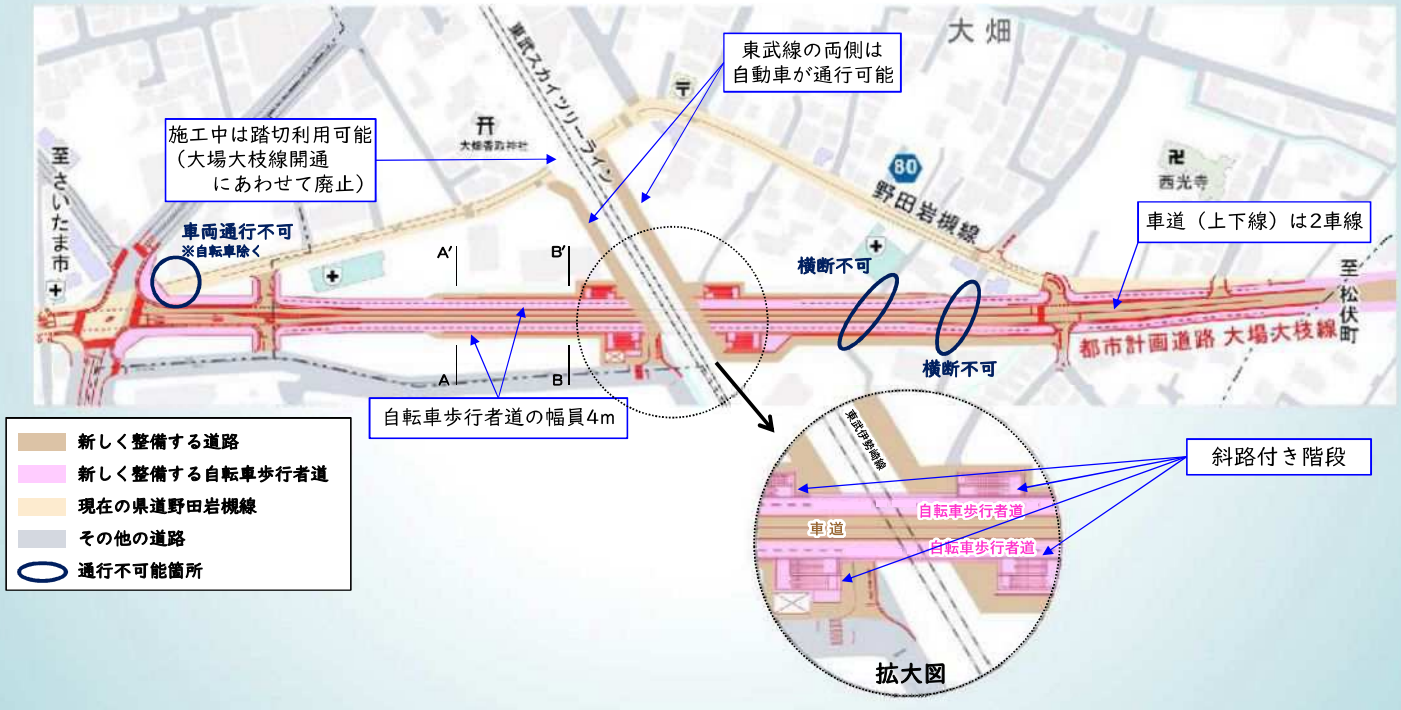 大畑
東武線の両側は
自動車が通行可能
東武スカイツリーライン
〒
大畑香取神社
施工中は踏切利用可能
(大場大枝線開通
にあわせて廃止)
至さいたま市
80
野田岩槻線
卍
西光寺
車道(上下線)は2車線
車両通行不可
※自転車除く
A′
B′
横断不可
至松伏町
都市計画道路 大場大枝線
横断不可
A
B
自転車歩行者道の幅員4m
新しく整備する道路
新しく整備する自転車歩行者道
現在の県道野田岩槻線
その他の道路
通行不可能箇所
東武伊勢崎線
斜路付き階段
自転車歩行者道
車道
自転車歩行者道
拡大図